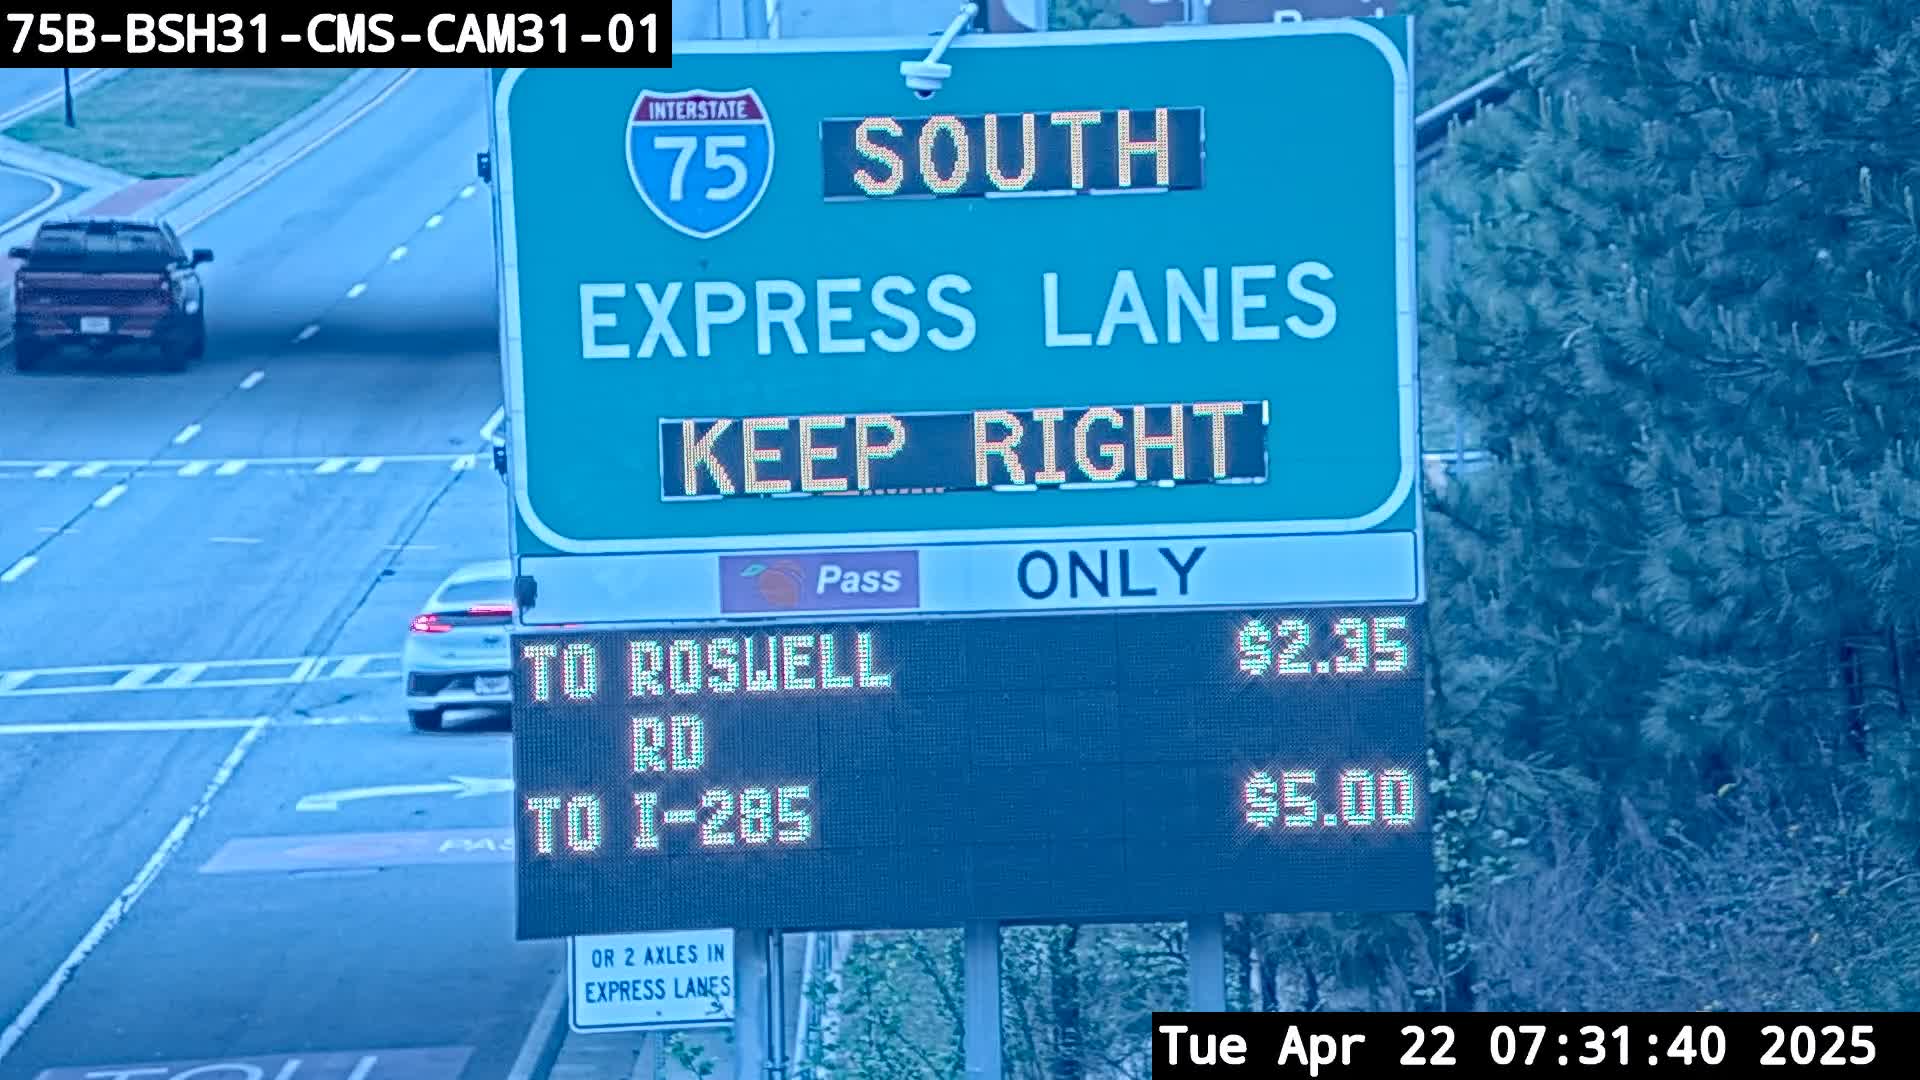 75B-BSH31-CMS-CAM31-01
INTERSTATE
75
SOUTH
EXPRESS LANES
KEEP RIGHT
Pass ONLY
TO ROSWELL $2.35
RD
TO I-285 $5.00
OR 2 AXLES IN
EXPRESS LANES
TOLL
Tue Apr 22 07:31:40 2025